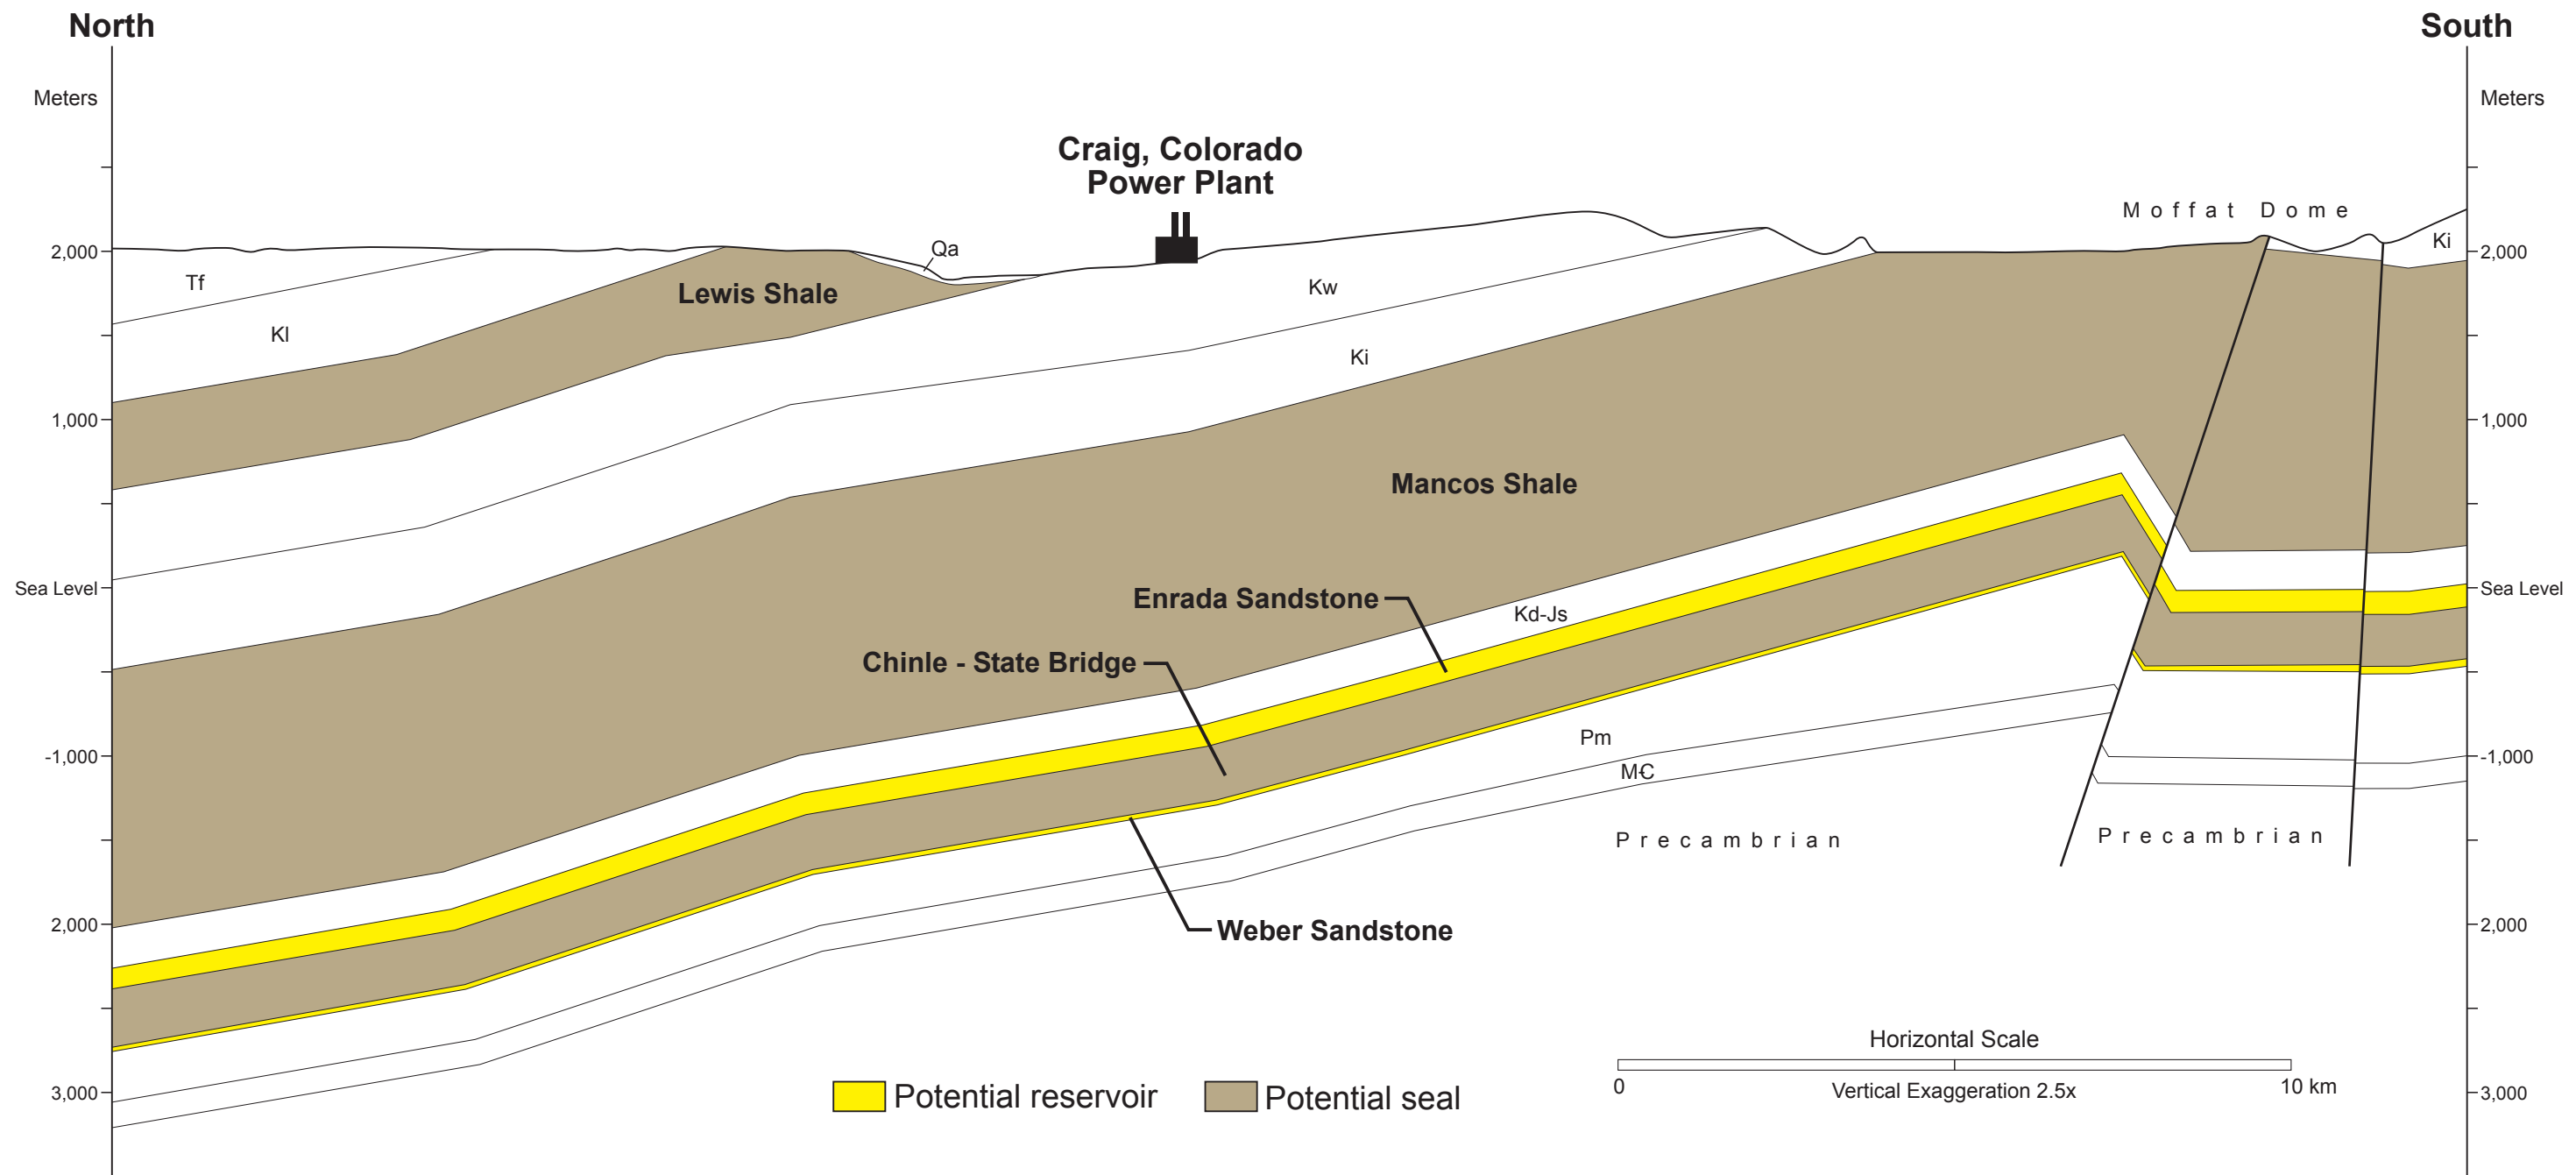 North
South
Meters
Meters
Craig, Colorado
Power Plant
Moffat Dome
2,000
Qa
Ki
2,000
Tf
Lewis Shale
Kw
Kl
Ki
1,000
1,000
Mancos Shale
Sea Level
Enrada Sandstone
Sea Level
Kd-Js
Chinle - State Bridge
-1,000
Pm
-1,000
MЄ
Precambrian
Precambrian
2,000
Weber Sandstone
2,000
Horizontal Scale
3,000
Potential reservoir
Potential seal
0
10 km
3,000
Vertical Exaggeration 2.5x